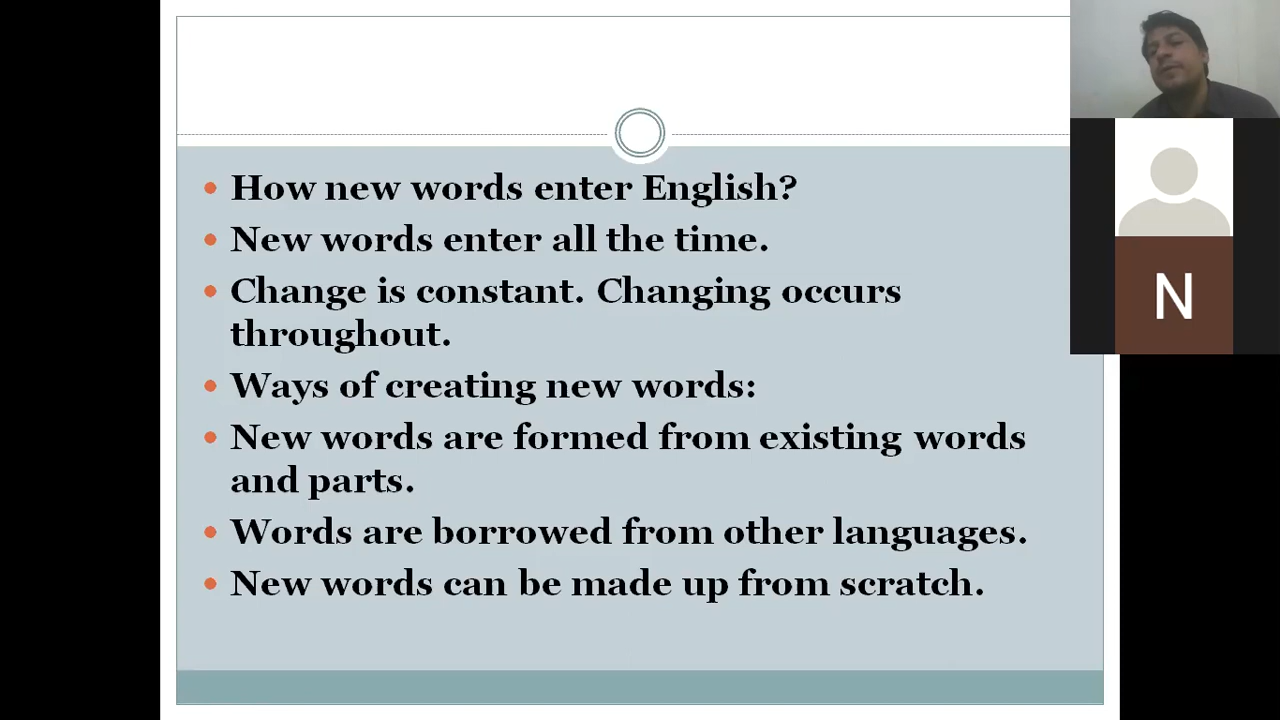 How new words enter English?
New words enter all the time.
Change is constant. Changing occurs
throughout.
Ways of creating new words:
New words are formed from existing words
and parts.
Words are borrowed from other languages.
New words can be made up from scratch.
N